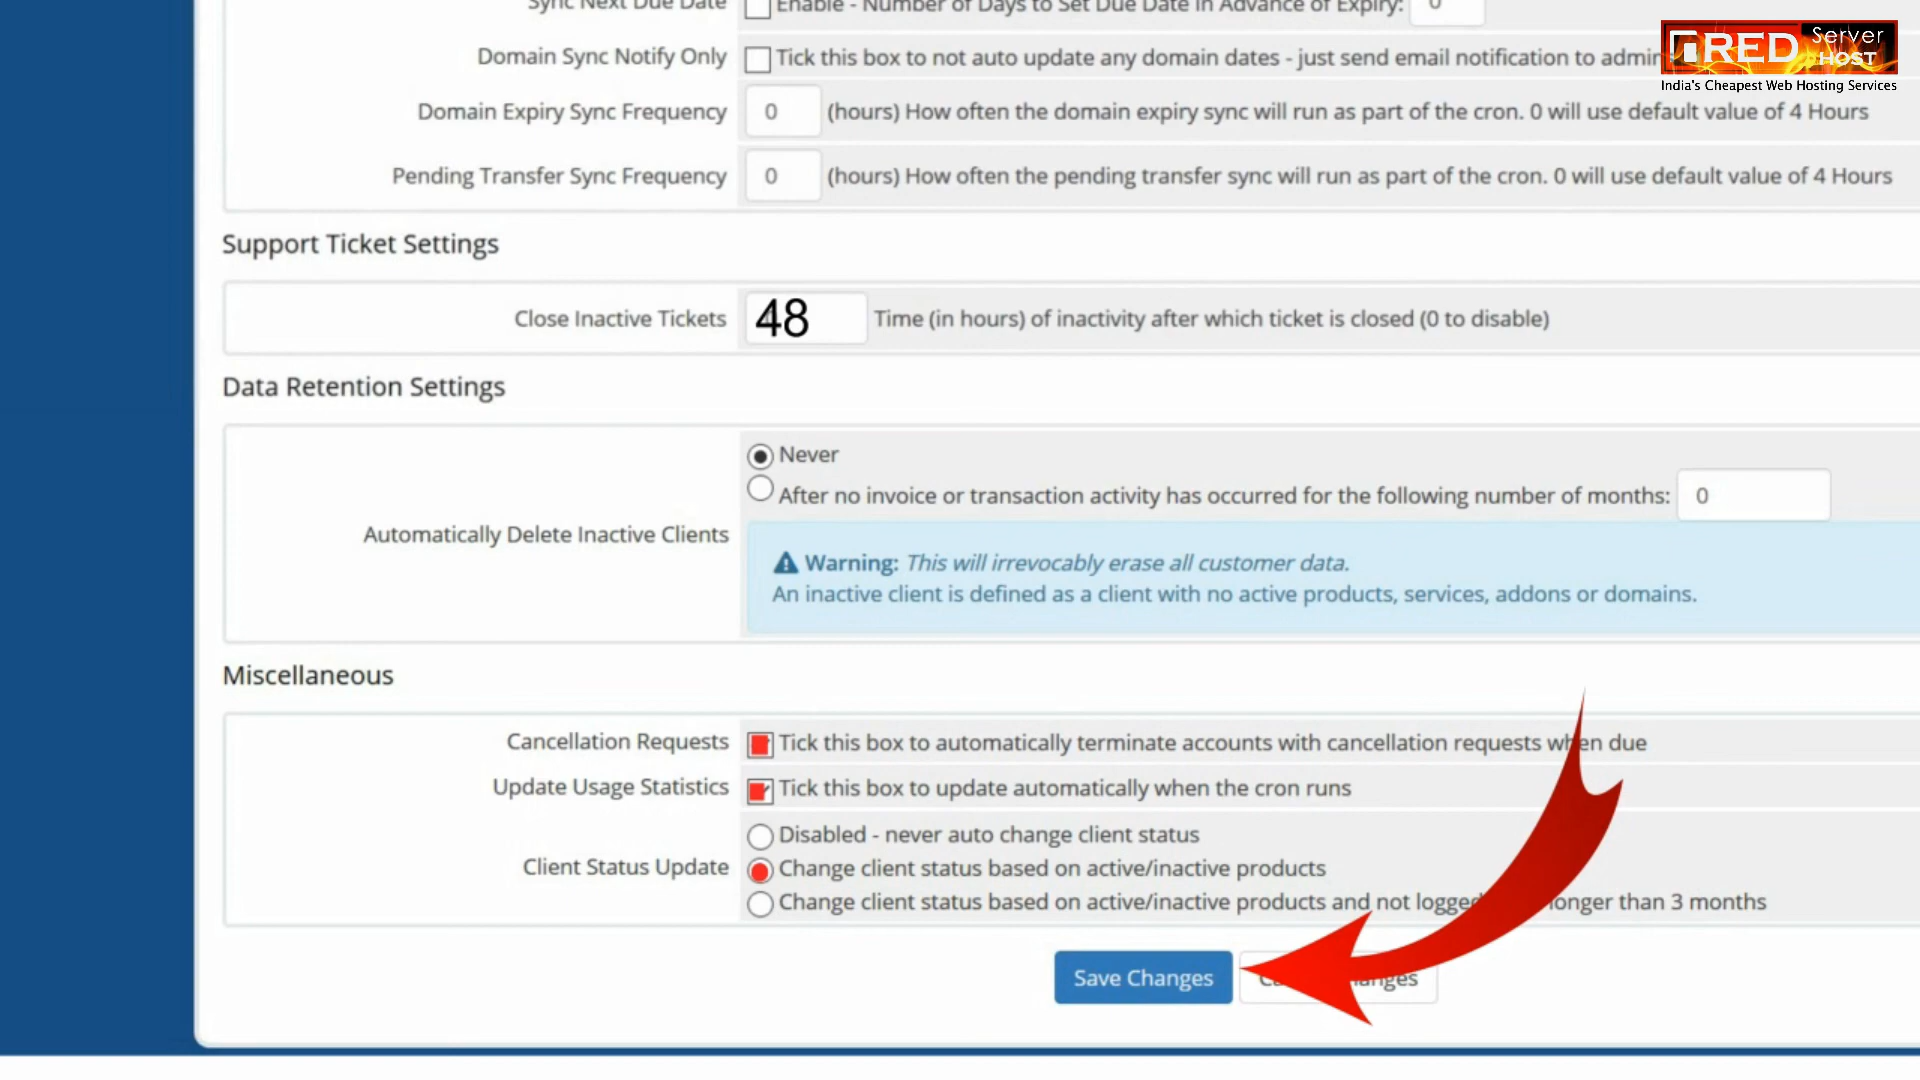 Sync Next Due Date Enable - Number of Days to Set Due Date in Advance of Expiry: 0
RED Server HOST
India's Cheapest Web Hosting Services
Domain Sync Notify Only Tick this box to not auto update any domain dates - just send email notification to admin
Domain Expiry Sync Frequency 0 (hours) How often the domain expiry sync will run as part of the cron. 0 will use default value of 4 Hours
Pending Transfer Sync Frequency 0 (hours) How often the pending transfer sync will run as part of the cron. 0 will use default value of 4 Hours
Support Ticket Settings
Close Inactive Tickets 48 Time (in hours) of inactivity after which ticket is closed (0 to disable)
Data Retention Settings
Never
After no invoice or transaction activity has occurred for the following number of months: 0
Automatically Delete Inactive Clients
Warning: This will irrevocably erase all customer data.
An inactive client is defined as a client with no active products, services, addons or domains.
Miscellaneous
Cancellation Requests Tick this box to automatically terminate accounts with cancellation requests when due
Update Usage Statistics Tick this box to update automatically when the cron runs
Disabled - never auto change client status
Client Status Update Change client status based on active/inactive products
Change client status based on active/inactive products and not logged longer than 3 months
Save Changes